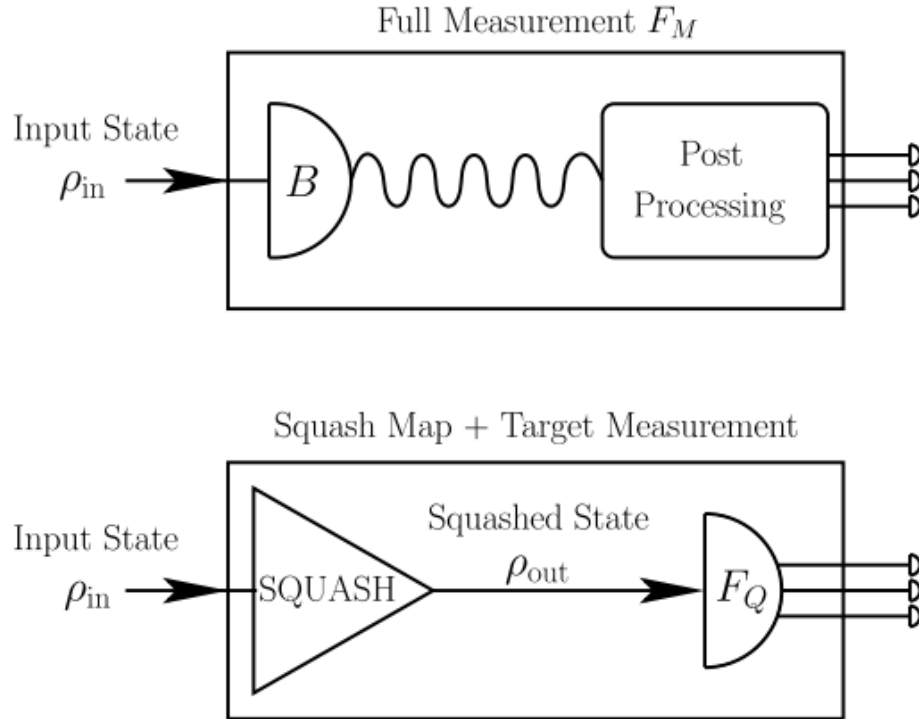 Full Measurement F_M
Input State
ρ_in
B
Post
Processing
Squash Map + Target Measurement
Input State
ρ_in
SQUASH
Squashed State
ρ_out
F_Q